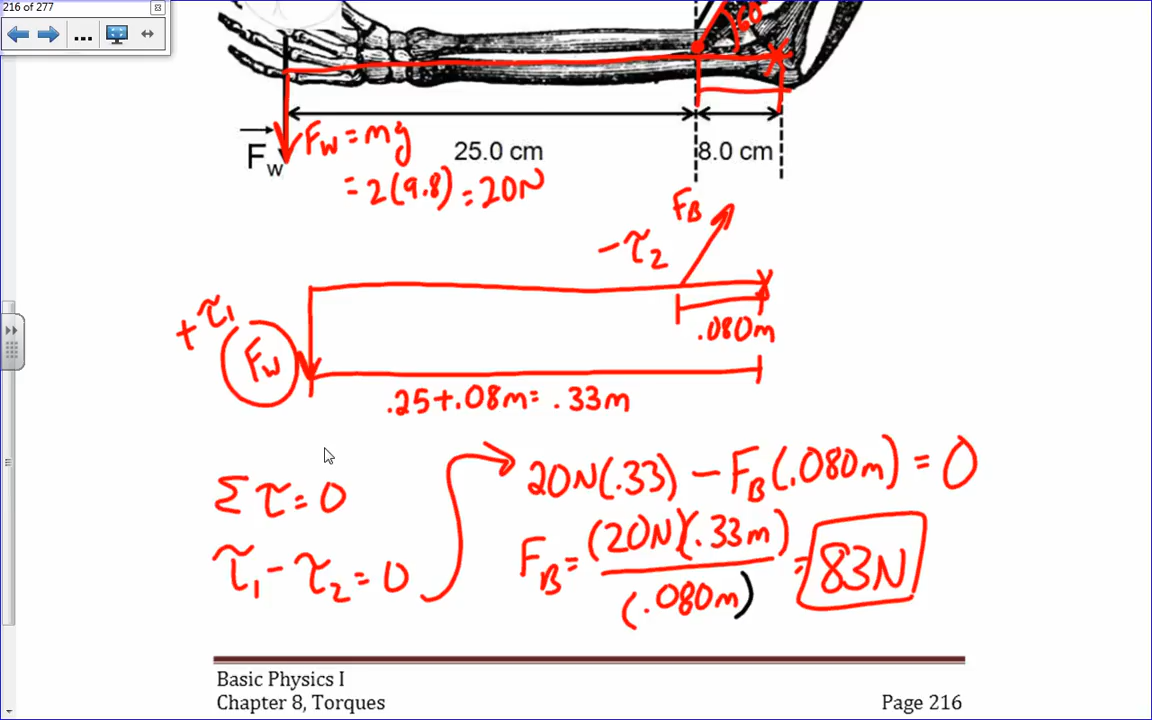 216 of 277
60°
F_w
F_w = mg
25.0 cm
8.0 cm
= 2(9.8) = 20N
F_B
-τ_2
+τ_1
F_w
.080m
.25+.08m = .33m
Στ = 0
τ_1 - τ_2 = 0
20N(.33) - F_B(.080m) = 0
F_B = (20N)(.33m) / (.080m) = 83N
Basic Physics I
Chapter 8, Torques
Page 216